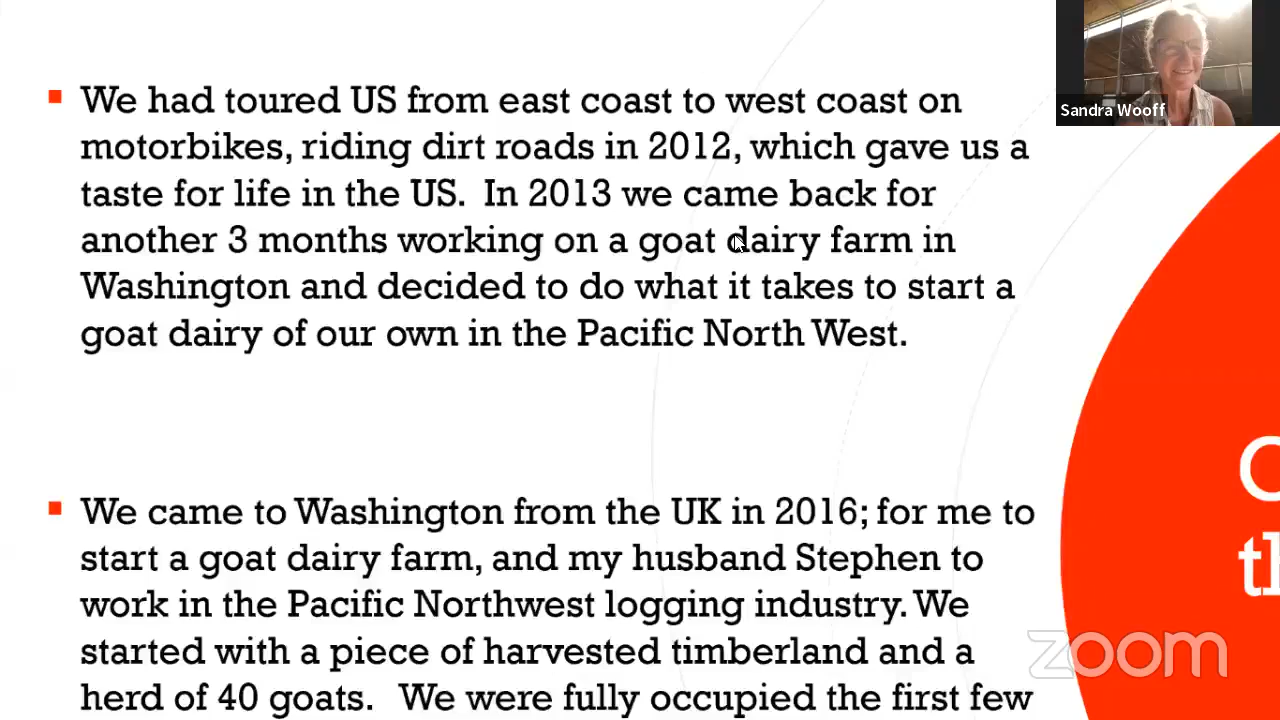 Sandra Wooff
We had toured US from east coast to west coast on
motorbikes, riding dirt roads in 2012, which gave us a
taste for life in the US. In 2013 we came back for
another 3 months working on a goat dairy farm in
Washington and decided to do what it takes to start a
goat dairy of our own in the Pacific North West.
We came to Washington from the UK in 2016; for me to
start a goat dairy farm, and my husband Stephen to
work in the Pacific Northwest logging industry. We
started with a piece of harvested timberland and a
herd of 40 goats. We were fully occupied the first few
zoom